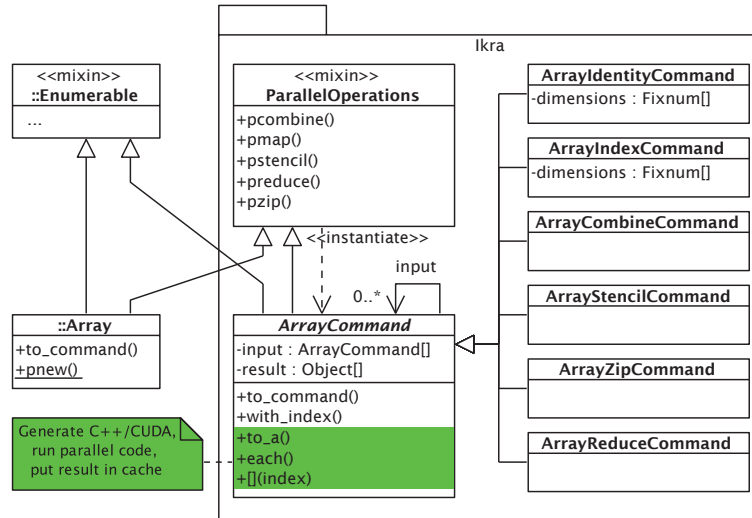 Ikra
<<mixin>>
::Enumerable
...
<<mixin>>
ParallelOperations
+pcombine()
+pmap()
+pstencil()
+preduce()
+pzip()
<<instantiate>>
input
0..*
::Array
+to_command()
+pnew()
ArrayCommand
-input : ArrayCommand[]
-result : Object[]
+to_command()
+with_index()
+to_a()
+each()
+[](index)
Generate C++/CUDA,
run parallel code,
put result in cache
ArrayIdentityCommand
-dimensions : Fixnum[]
ArrayIndexCommand
-dimensions : Fixnum[]
ArrayCombineCommand
ArrayStencilCommand
ArrayZipCommand
ArrayReduceCommand